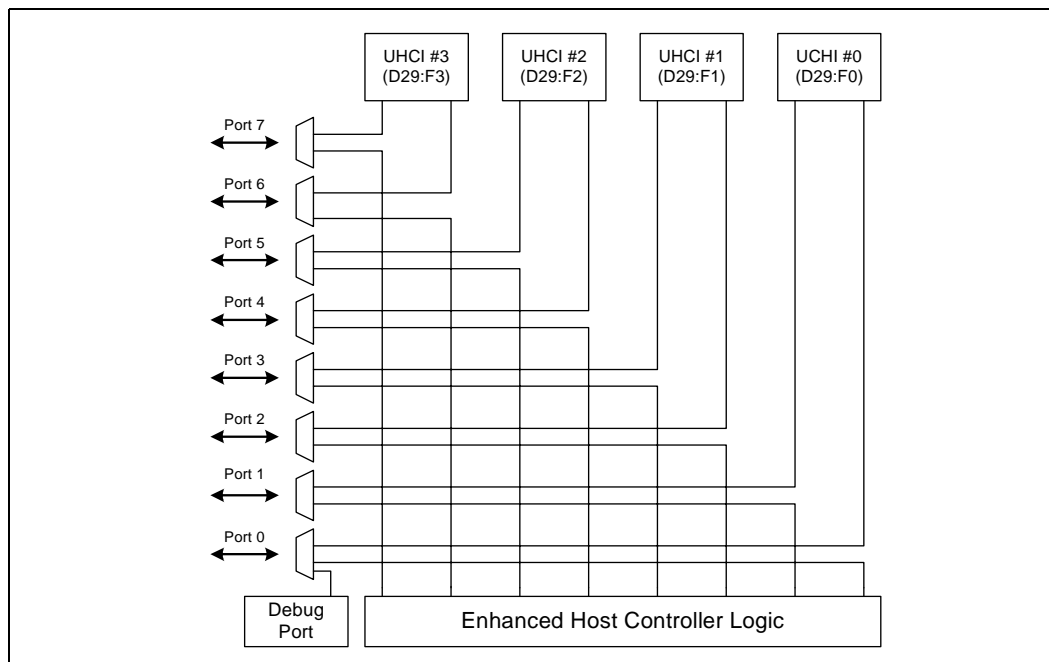 UHCI #3
(D29:F3)
UHCI #2
(D29:F2)
UHCI #1
(D29:F1)
UCHI #0
(D29:F0)
Port 7
Port 6
Port 5
Port 4
Port 3
Port 2
Port 1
Port 0
Debug
Port
Enhanced Host Controller Logic